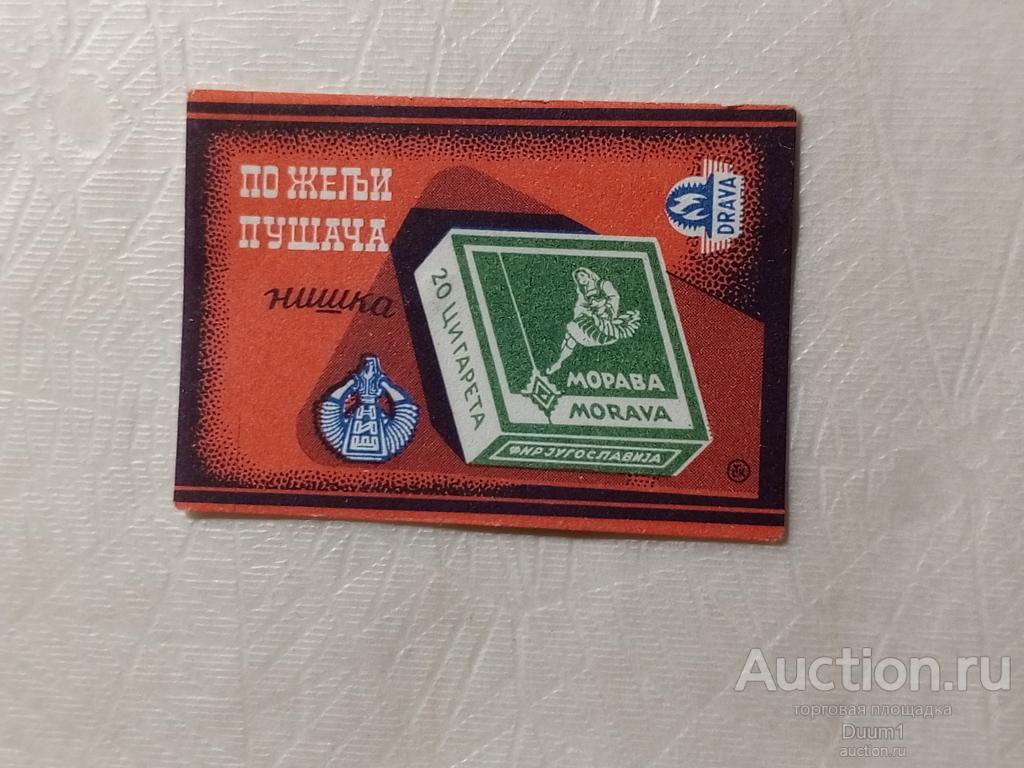 ПО ЖЕЉИ
ПУШАЧА
нишка
DRAVA
20 ЦИГАРЕТА
МОРАВА
MORAVA
ФНР ЈУГОСЛАВИЈА
Auction.ru
торговая площадка
Duum1
auction.ru